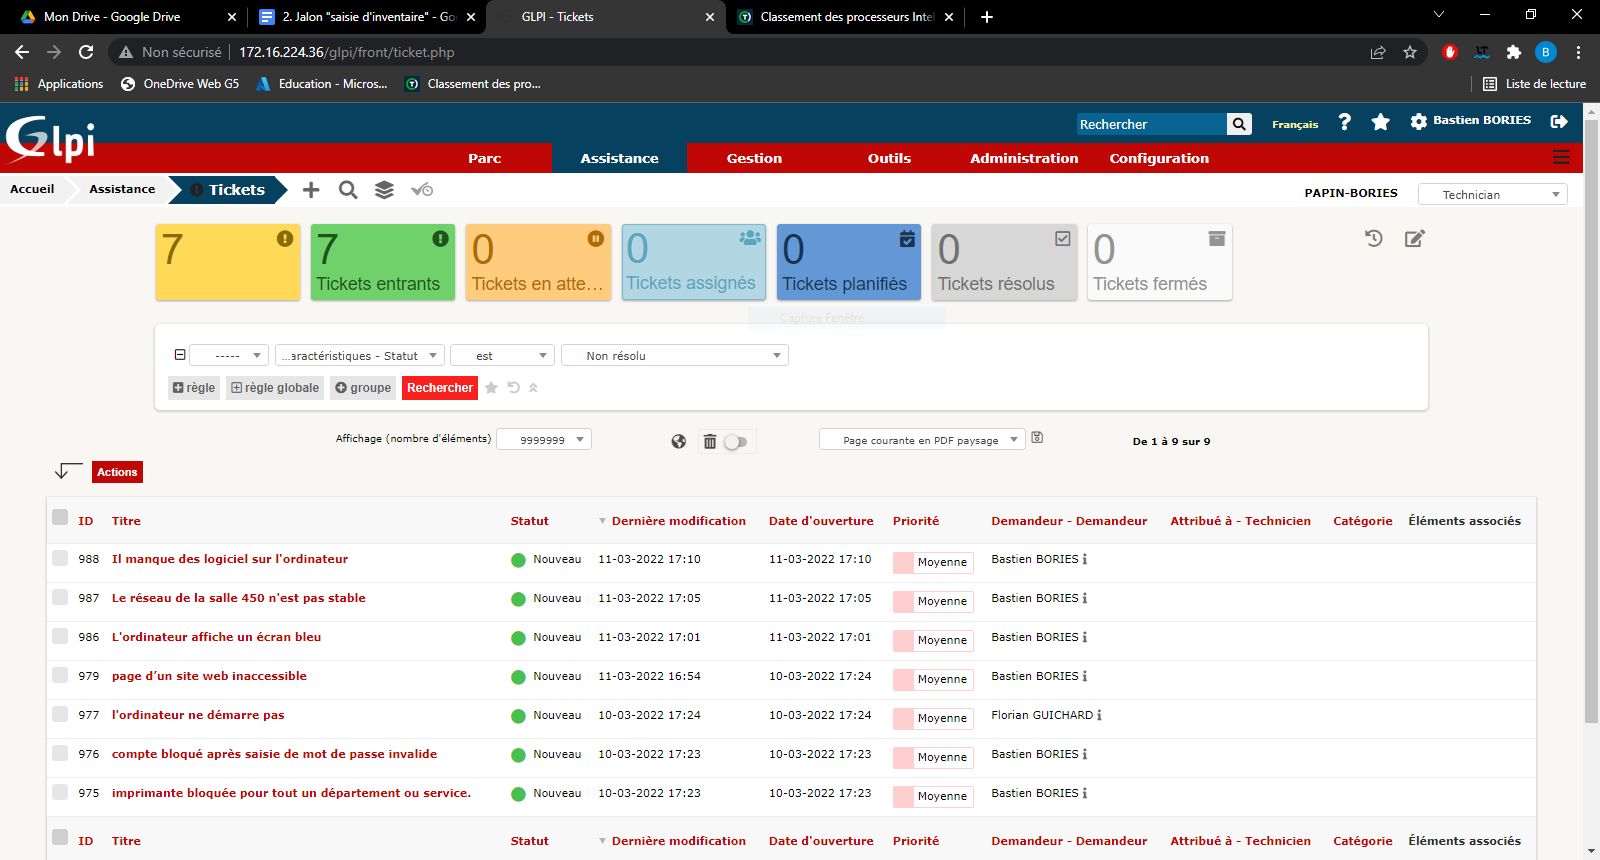 Mon Drive - Google Drive
2. Jalon "saisie d'inventaire" - Go
GLPI - Tickets
Classement des processeurs Intel
Non sécurisé | 172.16.224.36/glpi/front/ticket.php
B
Applications OneDrive Web G5 Education - Micros... Classement des pro... Liste de lecture
Glpi
Rechercher Français ? Bastien BORIES
Parc Assistance Gestion Outils Administration Configuration
Accueil Assistance Tickets PAPIN-BORIES Technician
7 7 0 0 0 0 0
Tickets entrants Tickets en atte... Tickets assignés Tickets planifiés Tickets résolus Tickets fermés
Capture Fenêtre
----- ...aractéristiques - Statut est Non résolu
règle règle globale groupe Rechercher
Affichage (nombre d'éléments) 9999999 Page courante en PDF paysage De 1 à 9 sur 9
Actions
ID Titre Statut Dernière modification Date d'ouverture Priorité Demandeur - Demandeur Attribué à - Technicien Catégorie Éléments associés
988 Il manque des logiciel sur l'ordinateur Nouveau 11-03-2022 17:10 11-03-2022 17:10 Moyenne Bastien BORIES
987 Le réseau de la salle 450 n'est pas stable Nouveau 11-03-2022 17:05 11-03-2022 17:05 Moyenne Bastien BORIES
986 L'ordinateur affiche un écran bleu Nouveau 11-03-2022 17:01 11-03-2022 17:01 Moyenne Bastien BORIES
979 page d’un site web inaccessible Nouveau 11-03-2022 16:54 10-03-2022 17:24 Moyenne Bastien BORIES
977 l'ordinateur ne démarre pas Nouveau 10-03-2022 17:24 10-03-2022 17:24 Moyenne Florian GUICHARD
976 compte bloqué après saisie de mot de passe invalide Nouveau 10-03-2022 17:23 10-03-2022 17:23 Moyenne Bastien BORIES
975 imprimante bloquée pour tout un département ou service. Nouveau 10-03-2022 17:23 10-03-2022 17:23 Moyenne Bastien BORIES
ID Titre Statut Dernière modification Date d'ouverture Priorité Demandeur - Demandeur Attribué à - Technicien Catégorie Éléments associés